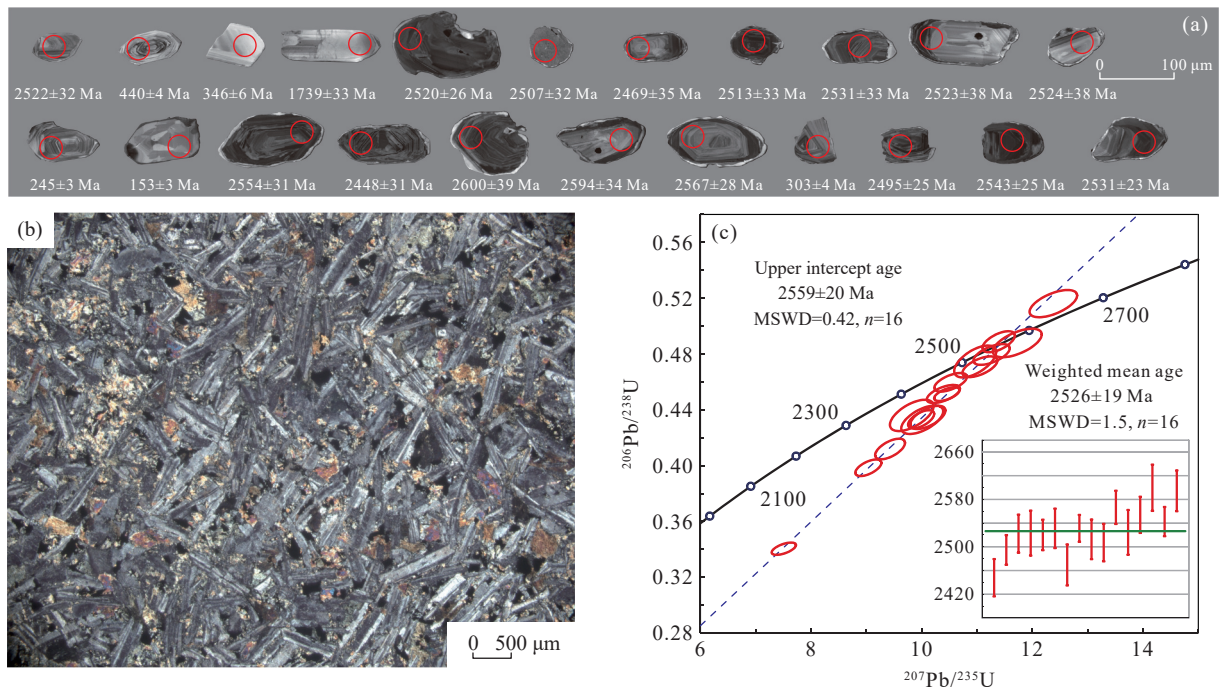 (a)
100 μm
2522±32 Ma 440±4 Ma 346±6 Ma 1739±33 Ma 2520±26 Ma 2507±32 Ma 2469±35 Ma 2513±33 Ma 2531±33 Ma 2523±38 Ma 2524±38 Ma
245±3 Ma 153±3 Ma 2554±31 Ma 2448±31 Ma 2600±39 Ma 2594±34 Ma 2567±28 Ma 303±4 Ma 2495±25 Ma 2543±25 Ma 2531±23 Ma
(b)
0 500 μm
(c)
Upper intercept age
2559±20 Ma
MSWD=0.42, n=16
2700
2500
2300
2100
Weighted mean age
2526±19 Ma
MSWD=1.5, n=16
2660
2580
2500
2420
0.56
0.52
0.48
0.44
0.40
0.36
0.32
0.28
²⁰⁶Pb/²³⁸U
6 8 10 12 14
²⁰⁷Pb/²³⁵U